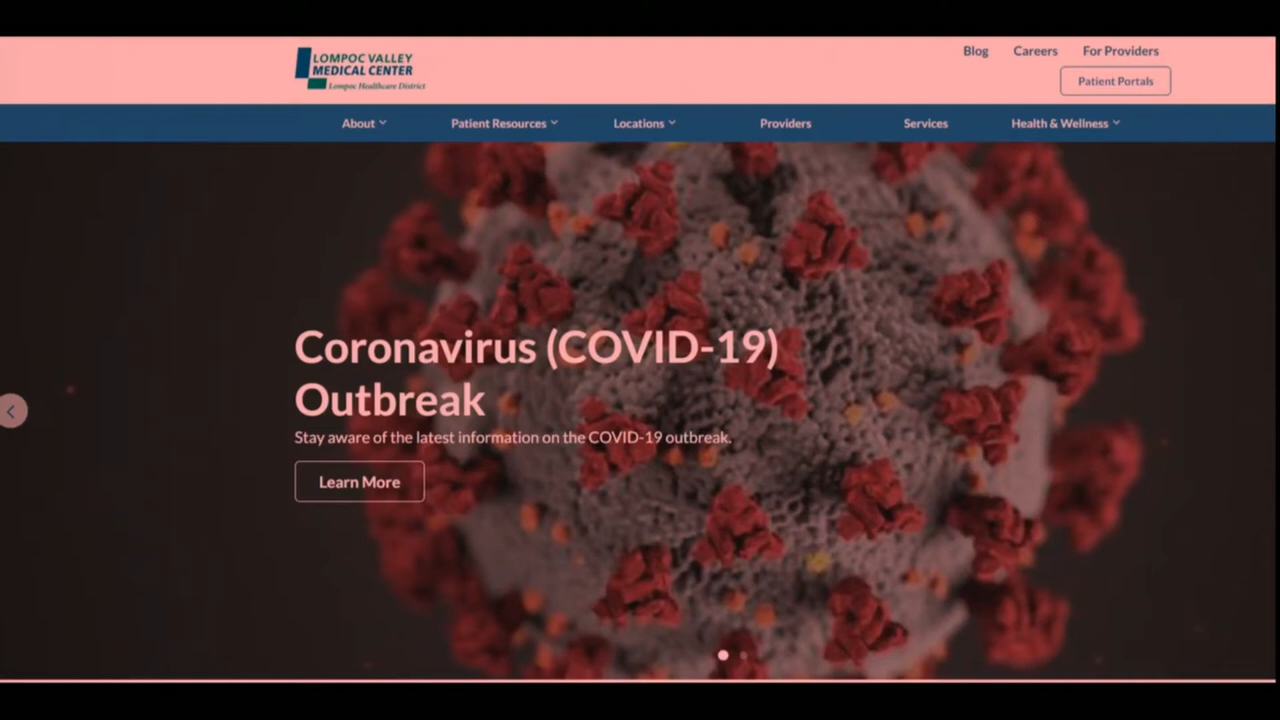 LOMPOC VALLEY
MEDICAL CENTER
Lompoc Healthcare District
Blog Careers For Providers
Patient Portals
About Patient Resources Locations Providers Services Health & Wellness
Coronavirus (COVID-19)
Outbreak
Stay aware of the latest information on the COVID-19 outbreak.
Learn More